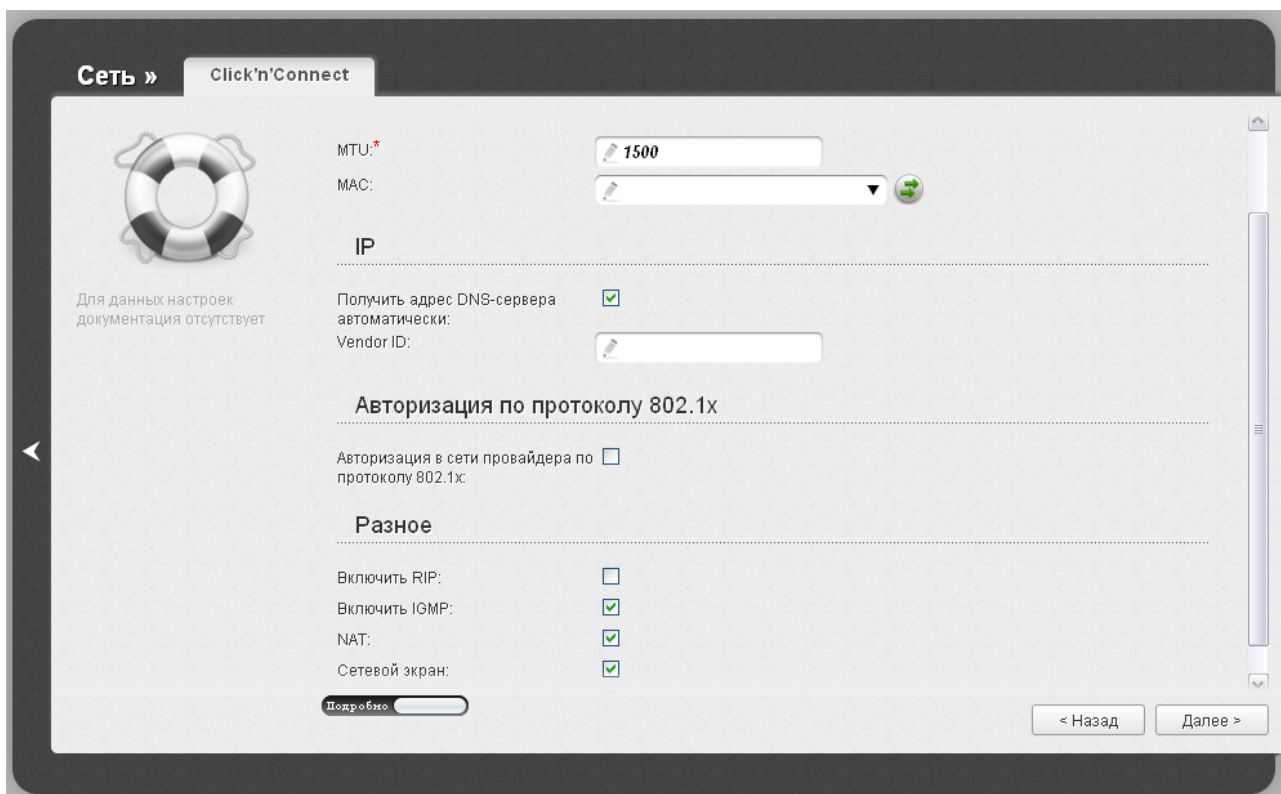 Сеть »
Click'n'Connect
MTU:*
1500
MAC:
IP
Для данных настроек
документация отсутствует
Получить адрес DNS-сервера
автоматически:
Vendor ID:
Авторизация по протоколу 802.1x
Авторизация в сети провайдера по
протоколу 802.1x:
Разное
Включить RIP:
Включить IGMP:
NAT:
Сетевой экран:
Подробно
< Назад
Далее >